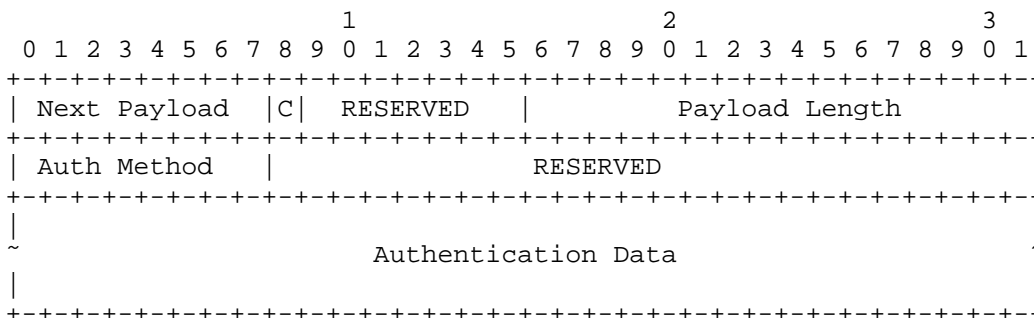 1                   2                   3
 0 1 2 3 4 5 6 7 8 9 0 1 2 3 4 5 6 7 8 9 0 1 2 3 4 5 6 7 8 9 0 1
+-+-+-+-+-+-+-+-+-+-+-+-+-+-+-+-+-+-+-+-+-+-+-+-+-+-+-+-+-+-+-+-
| Next Payload  |C|  RESERVED   |         Payload Length
+-+-+-+-+-+-+-+-+-+-+-+-+-+-+-+-+-+-+-+-+-+-+-+-+-+-+-+-+-+-+-+-
| Auth Method   |                RESERVED
+-+-+-+-+-+-+-+-+-+-+-+-+-+-+-+-+-+-+-+-+-+-+-+-+-+-+-+-+-+-+-+-
|
~                      Authentication Data                      ~
|
+-+-+-+-+-+-+-+-+-+-+-+-+-+-+-+-+-+-+-+-+-+-+-+-+-+-+-+-+-+-+-+-